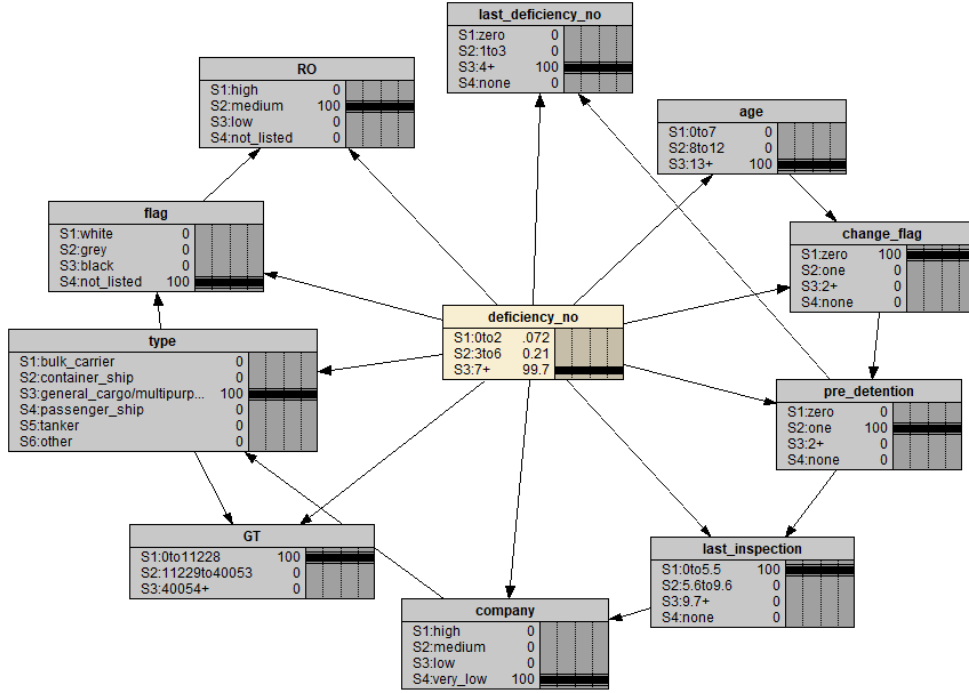 last_deficiency_no
S1:zero 0
S2:1to3 0
S3:4+ 100
S4:none 0
RO
S1:high 0
S2:medium 100
S3:low 0
S4:not_listed 0
age
S1:0to7 0
S2:8to12 0
S3:13+ 100
flag
S1:white 0
S2:grey 0
S3:black 0
S4:not_listed 100
change_flag
S1:zero 100
S2:one 0
S3:2+ 0
S4:none 0
deficiency_no
S1:0to2 .072
S2:3to6 0.21
S3:7+ 99.7
type
S1:bulk_carrier 0
S2:container_ship 0
S3:general_cargo/multipurp... 100
S4:passenger_ship 0
S5:tanker 0
S6:other 0
pre_detention
S1:zero 0
S2:one 100
S3:2+ 0
S4:none 0
GT
S1:0to11228 100
S2:11229to40053 0
S3:40054+ 0
last_inspection
S1:0to5.5 100
S2:5.6to9.6 0
S3:9.7+ 0
S4:none 0
company
S1:high 0
S2:medium 0
S3:low 0
S4:very_low 100